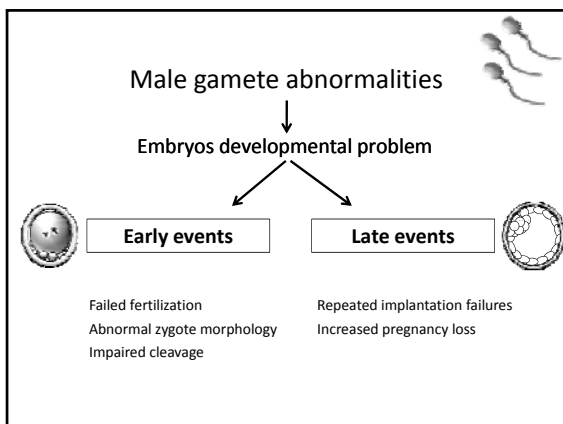 Male gamete abnormalities
Embryos developmental problem
Early events
Late events
Failed fertilization
Abnormal zygote morphology
Impaired cleavage
Repeated implantation failures
Increased pregnancy loss